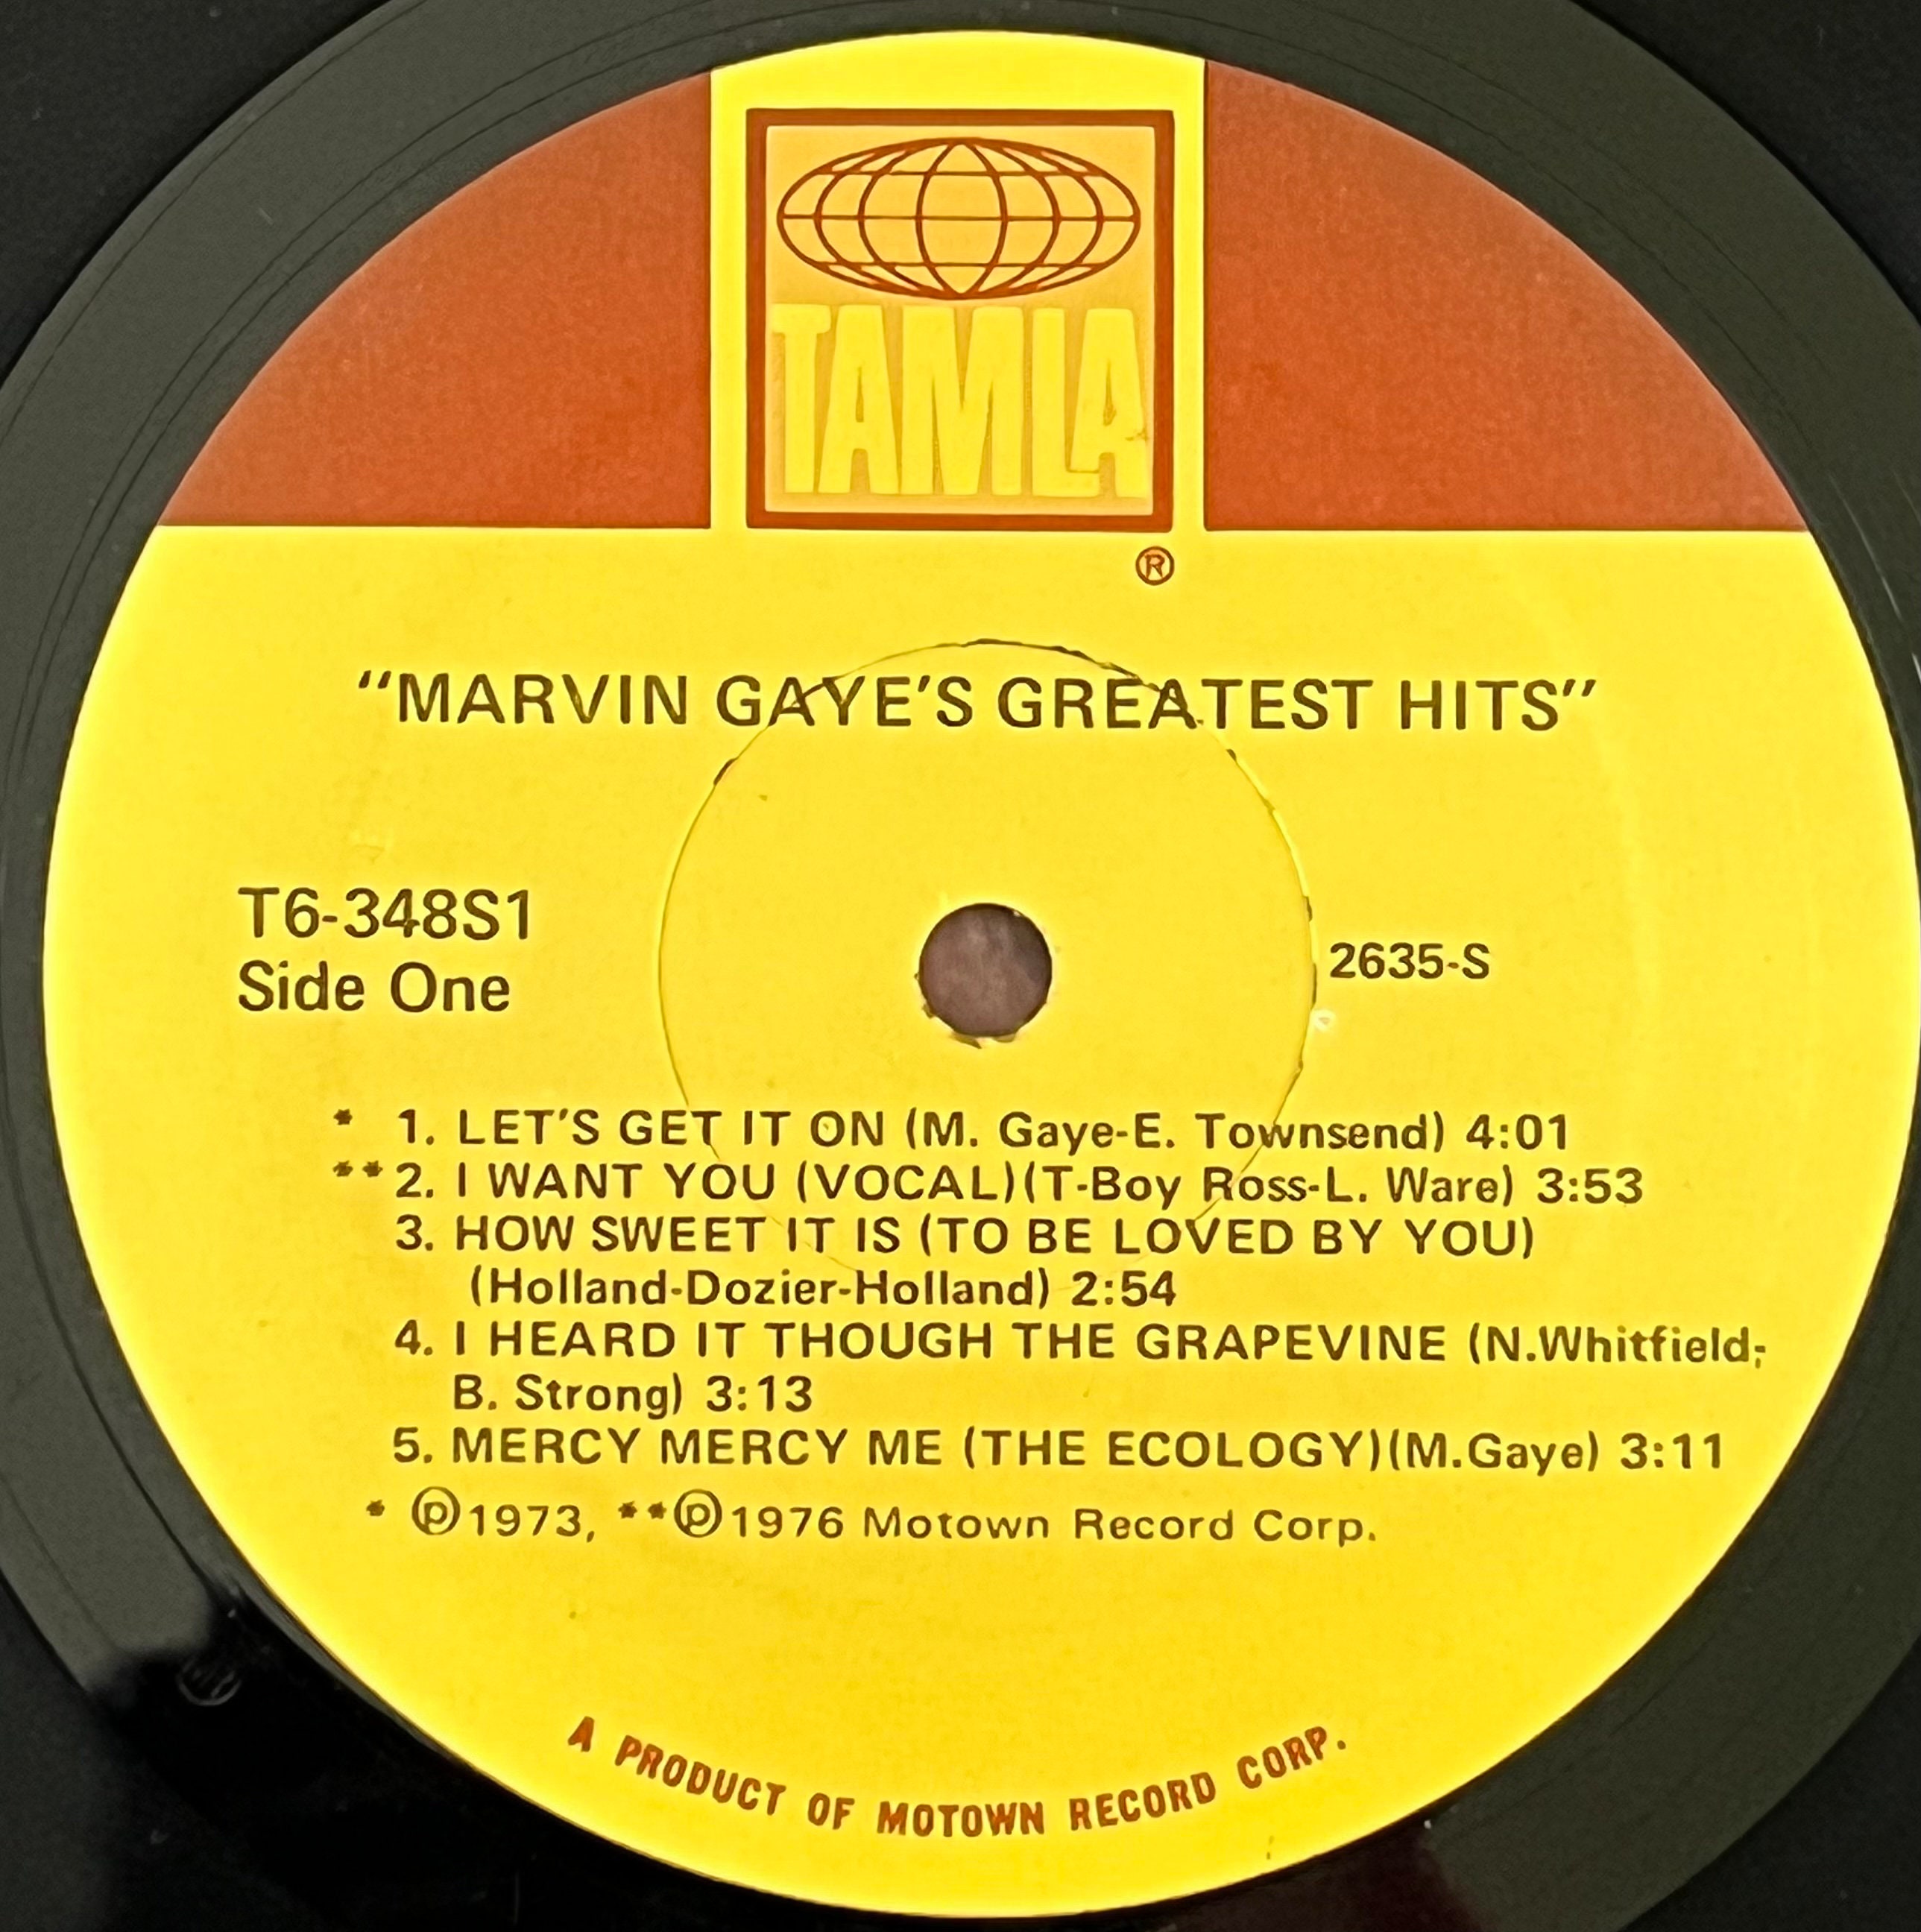 TAMLA
®
"MARVIN GAYE'S GREATEST HITS"
T6-348S1
Side One
2635-S
* 1. LET'S GET IT ON (M. Gaye-E. Townsend) 4:01
**2. I WANT YOU (VOCAL)(T-Boy Ross-L. Ware) 3:53
3. HOW SWEET IT IS (TO BE LOVED BY YOU)
(Holland-Dozier-Holland) 2:54
4. I HEARD IT THOUGH THE GRAPEVINE (N.Whitfield;
B. Strong) 3:13
5. MERCY MERCY ME (THE ECOLOGY)(M.Gaye) 3:11
* ℗1973, **℗1976 Motown Record Corp.
A PRODUCT OF MOTOWN RECORD CORP.